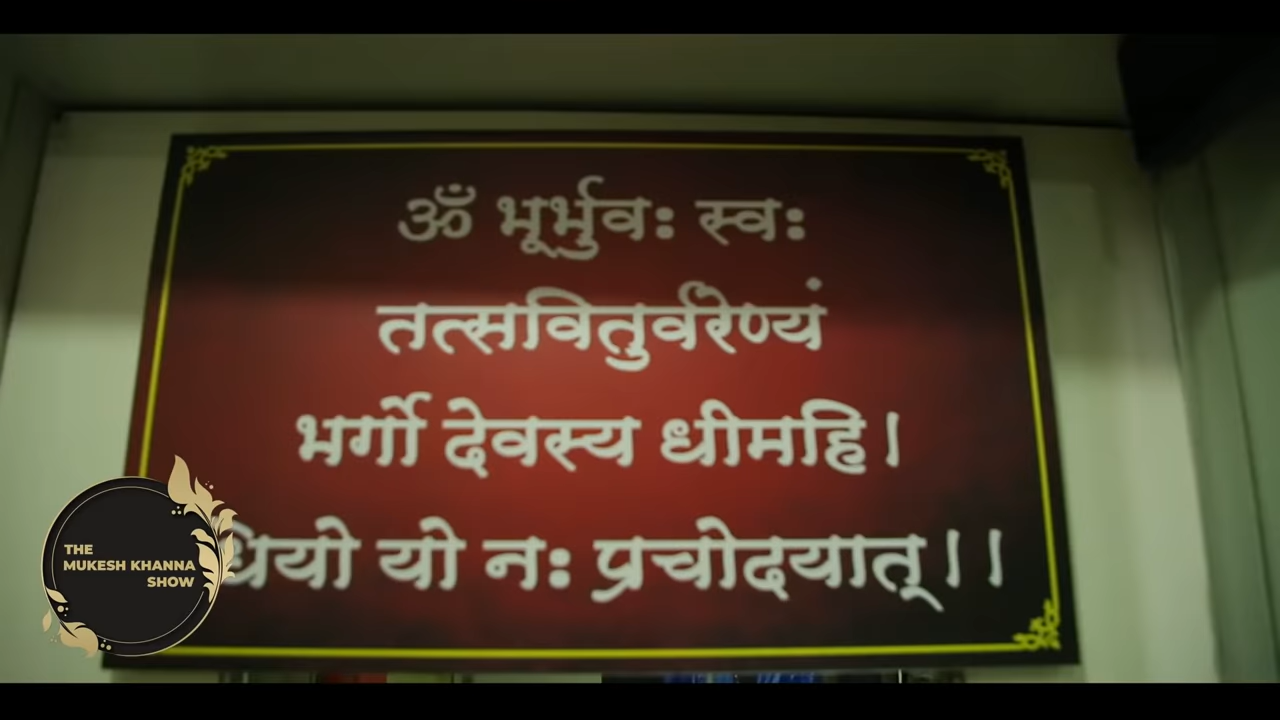 ॐ भूर्भुवः स्वः
तत्सवितुर्वरेण्यं
भर्गो देवस्य धीमहि।
धियो यो नः प्रचोदयात्।।
THE
MUKESH KHANNA
SHOW